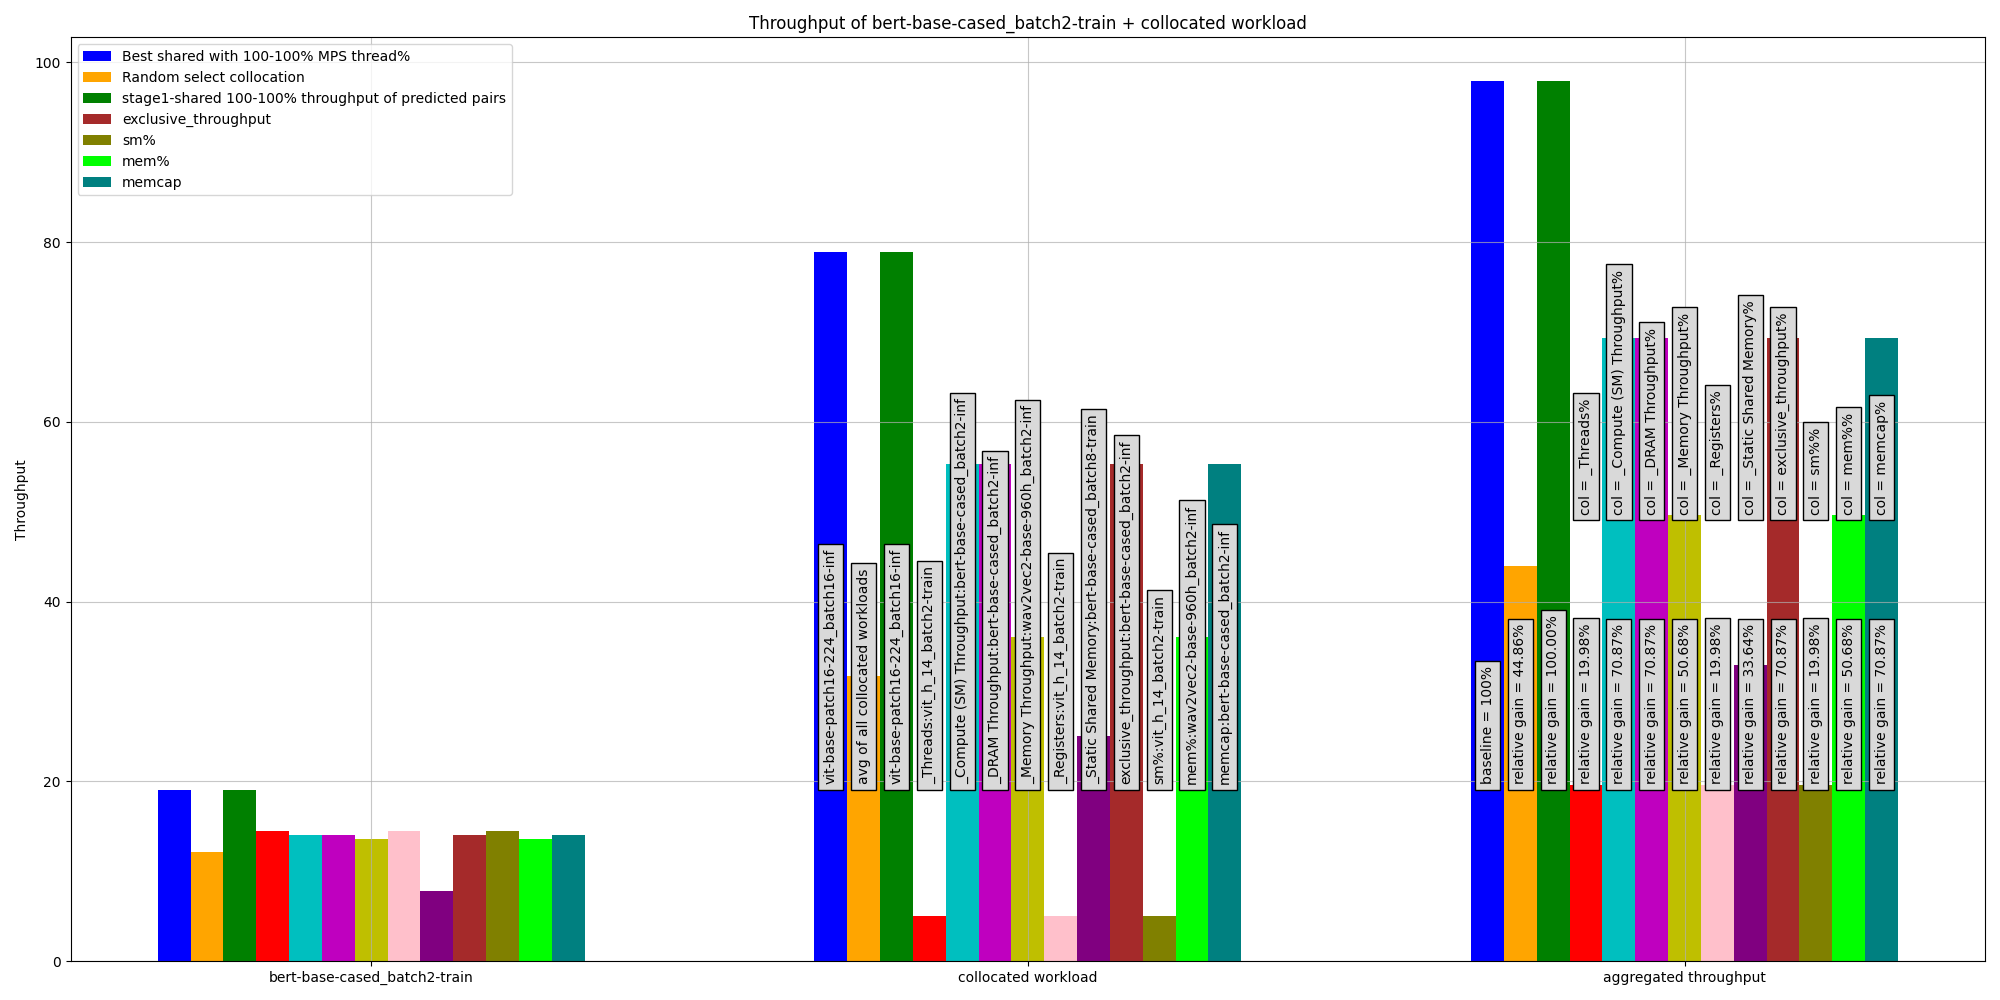 Throughput of bert-base-cased_batch2-train + collocated workload
Best shared with 100-100% MPS thread%
Random select collocation
stage1-shared 100-100% throughput of predicted pairs
exclusive_throughput
sm%
mem%
memcap
Throughput
100
80
60
40
20
0
vit-base-patch16-224_batch16-inf
avg of all collocated workloads
vit-base-patch16-224_batch16-inf
_Threads:vit_h_14_batch2-train
_Compute (SM) Throughput:bert-base-cased_batch2-inf
_DRAM Throughput:bert-base-cased_batch2-inf
_Memory Throughput:wav2vec2-base-960h_batch2-inf
_Registers:vit_h_14_batch2-train
_Static Shared Memory:bert-base-cased_batch8-train
exclusive_throughput:bert-base-cased_batch2-inf
sm%:vit_h_14_batch2-train
mem%:wav2vec2-base-960h_batch2-inf
memcap:bert-base-cased_batch2-inf
col = _Threads%
col = _Compute (SM) Throughput%
col = _DRAM Throughput%
col = _Memory Throughput%
col = _Registers%
col = _Static Shared Memory%
col = exclusive_throughput%
col = sm%%
col = mem%%
col = memcap%
baseline = 100%
relative gain = 44.86%
relative gain = 100.00%
relative gain = 19.98%
relative gain = 70.87%
relative gain = 70.87%
relative gain = 50.68%
relative gain = 19.98%
relative gain = 33.64%
relative gain = 70.87%
relative gain = 19.98%
relative gain = 50.68%
relative gain = 70.87%
bert-base-cased_batch2-train
collocated workload
aggregated throughput